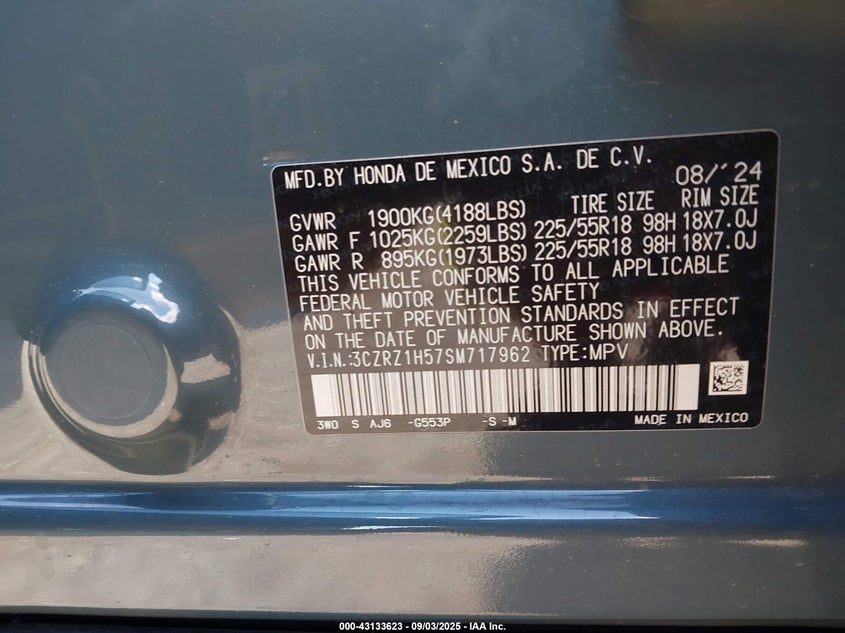 MFD.BY HONDA DE MEXICO S.A. DE C.V.
08/'24
GVWR 1900KG(4188LBS) TIRE SIZE RIM SIZE
GAWR F 1025KG(2259LBS) 225/55R18 98H 18X7.0J
GAWR R 895KG(1973LBS) 225/55R18 98H 18X7.0J
THIS VEHICLE CONFORMS TO ALL APPLICABLE
FEDERAL MOTOR VEHICLE SAFETY
AND THEFT PREVENTION STANDARDS IN EFFECT
ON THE DATE OF MANUFACTURE SHOWN ABOVE.
V.I.N.:3CZRZ1H57SM717962 TYPE:MPV
3W0 S AJ6 -G553P -S -M MADE IN MEXICO
000-43133623 - 09/03/2025 - IAA Inc.